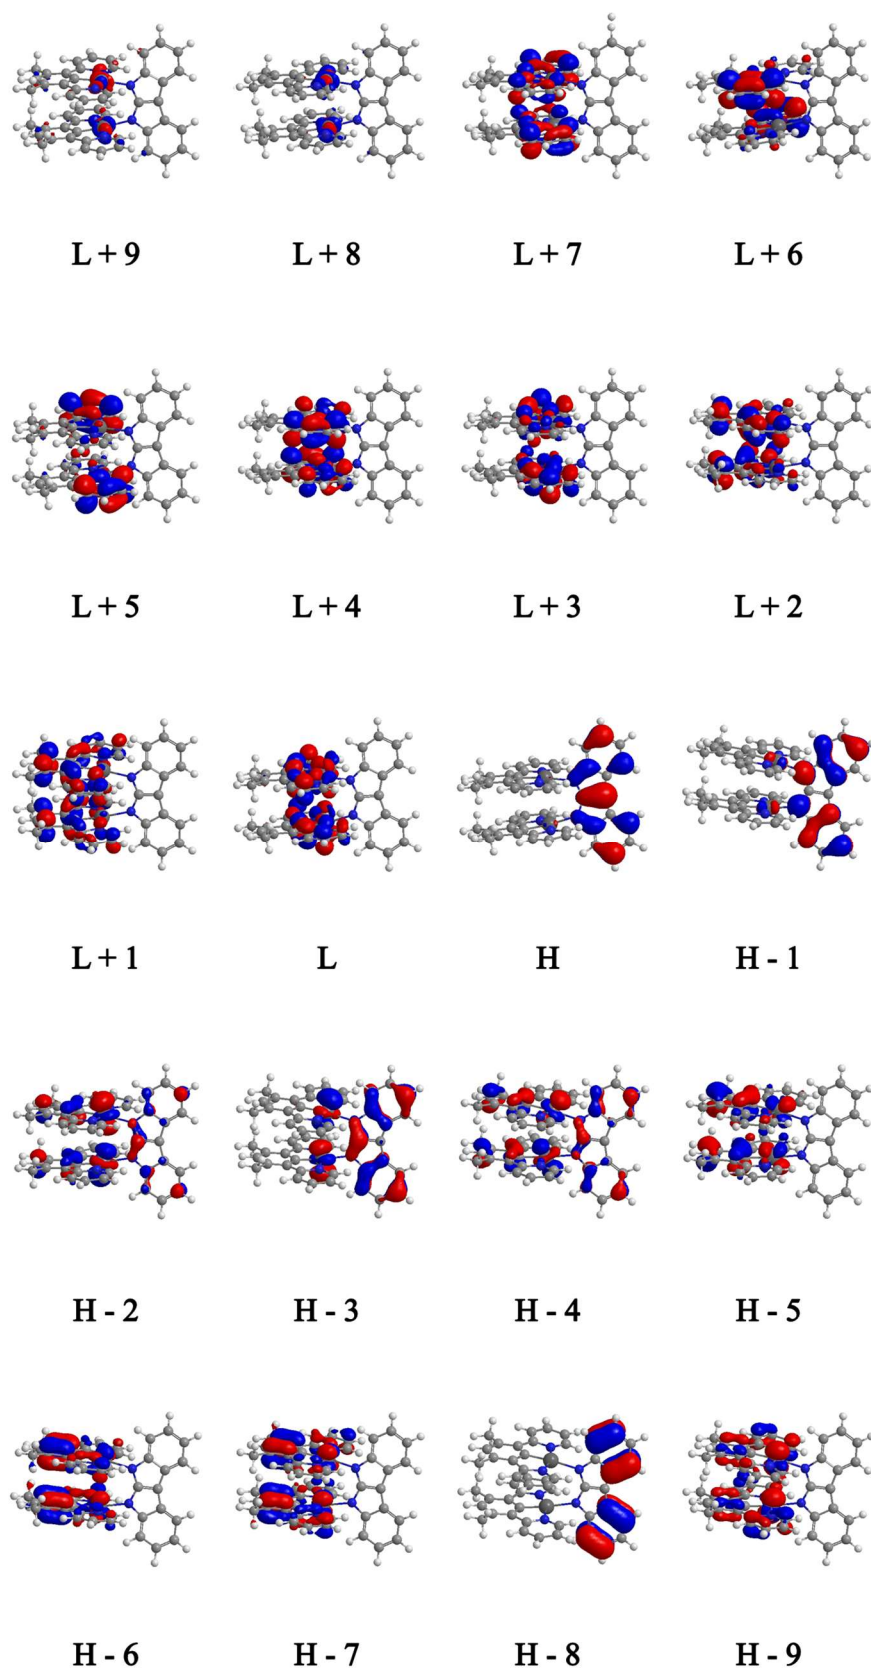 L + 9 L + 8 L + 7 L + 6
L + 5 L + 4 L + 3 L + 2
L + 1 L H H - 1
H - 2 H - 3 H - 4 H - 5
H - 6 H - 7 H - 8 H - 9